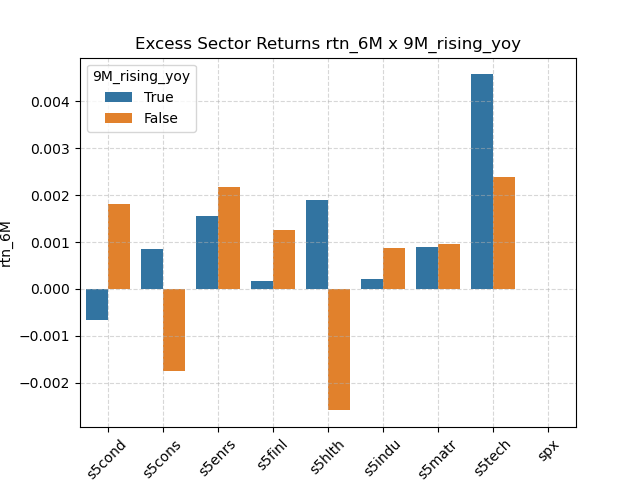 Excess Sector Returns rtn_6M x 9M_rising_yoy
9M_rising_yoy
True
False
rtn_6M
0.004
0.003
0.002
0.001
0.000
−0.001
−0.002
s5cond
s5cons
s5enrs
s5finl
s5hlth
s5indu
s5matr
s5tech
spx